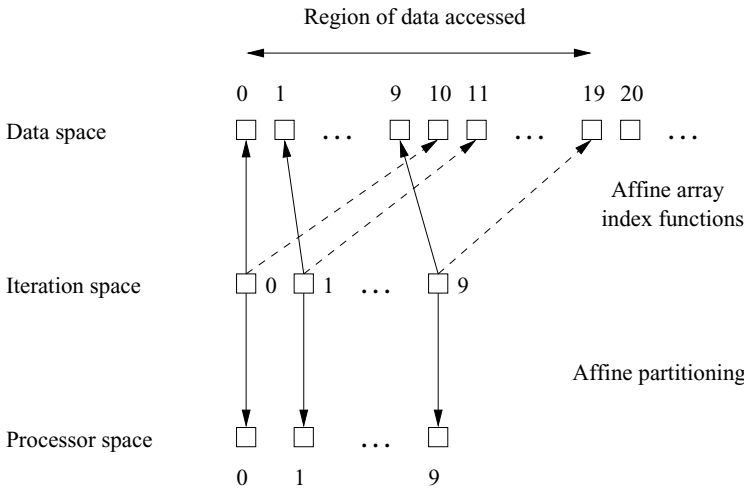 Region of data accessed
0 1 9 10 11 19 20
Data space ... ... ...
Affine array
index functions
Iteration space 0 1 ... 9
Affine partitioning
Processor space ...
0 1 9